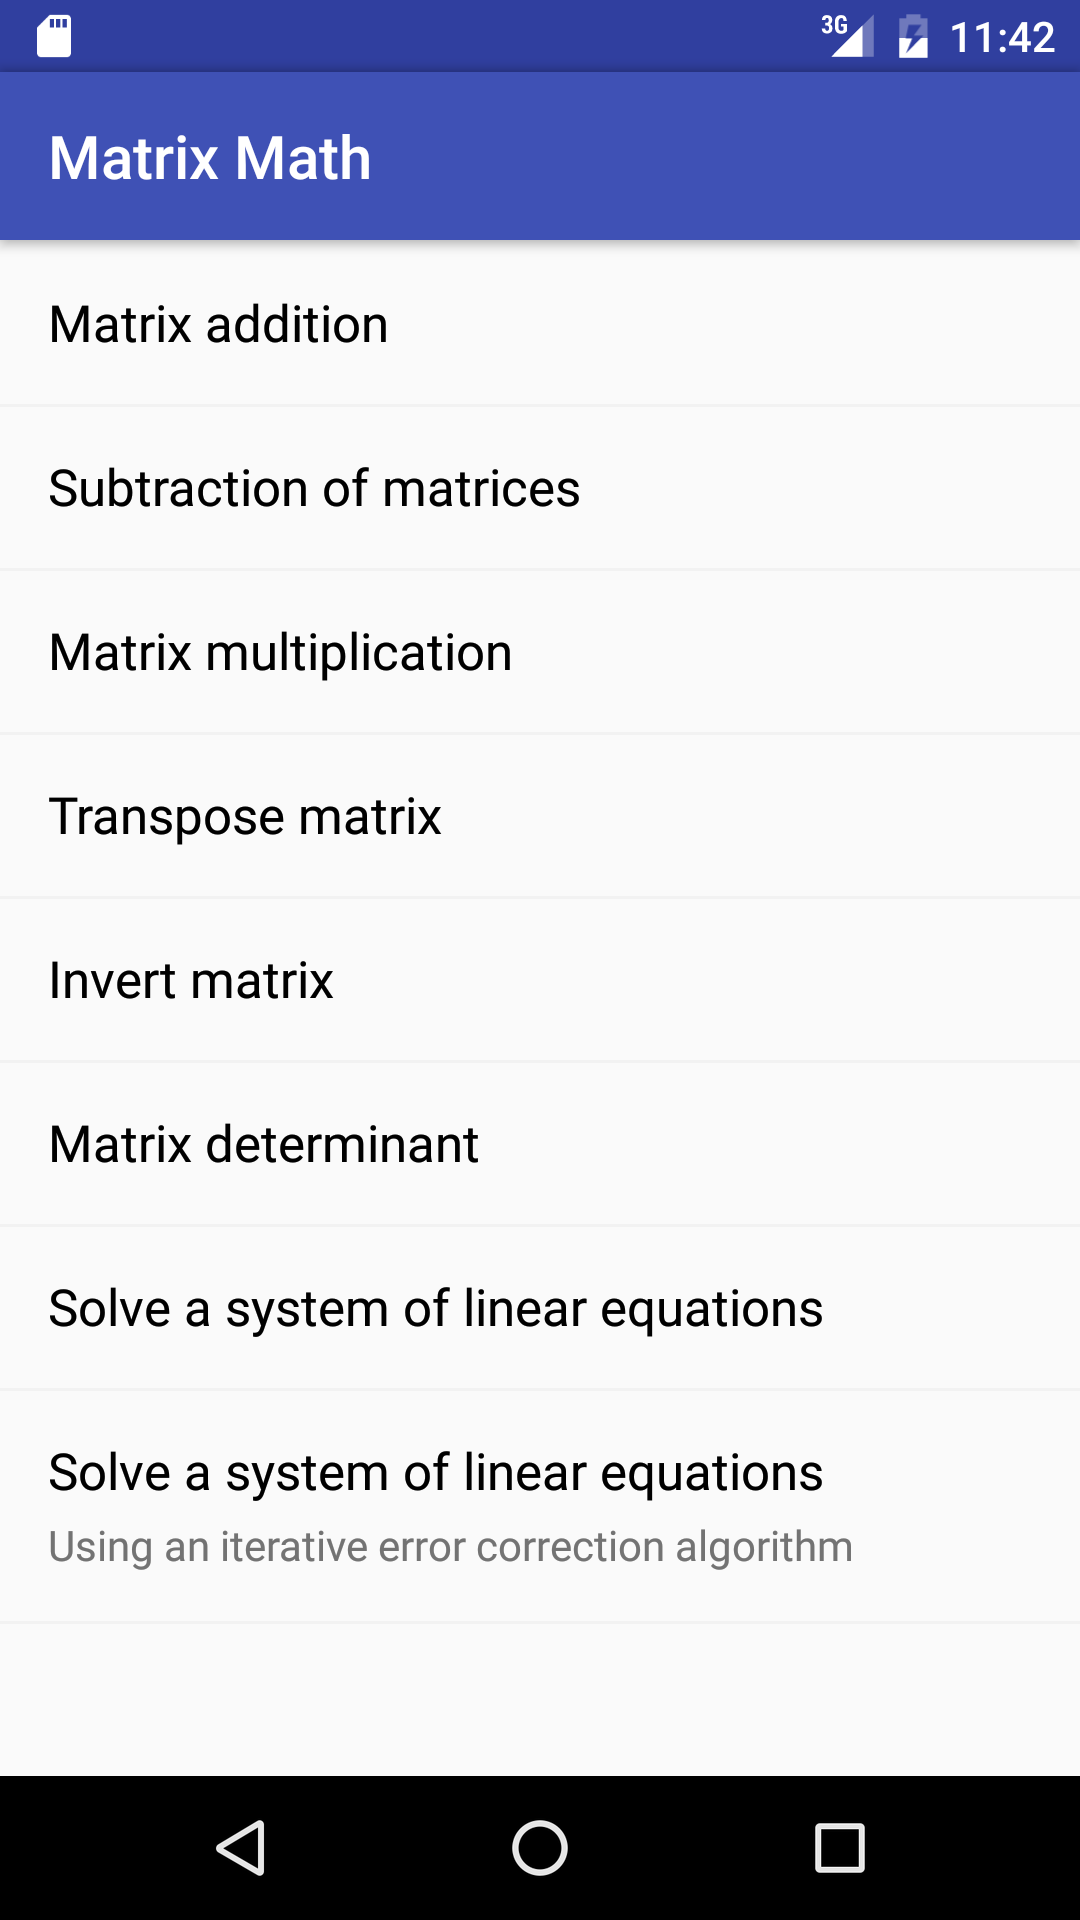 3G 11:42
Matrix Math
Matrix addition
Subtraction of matrices
Matrix multiplication
Transpose matrix
Invert matrix
Matrix determinant
Solve a system of linear equations
Solve a system of linear equations
Using an iterative error correction algorithm